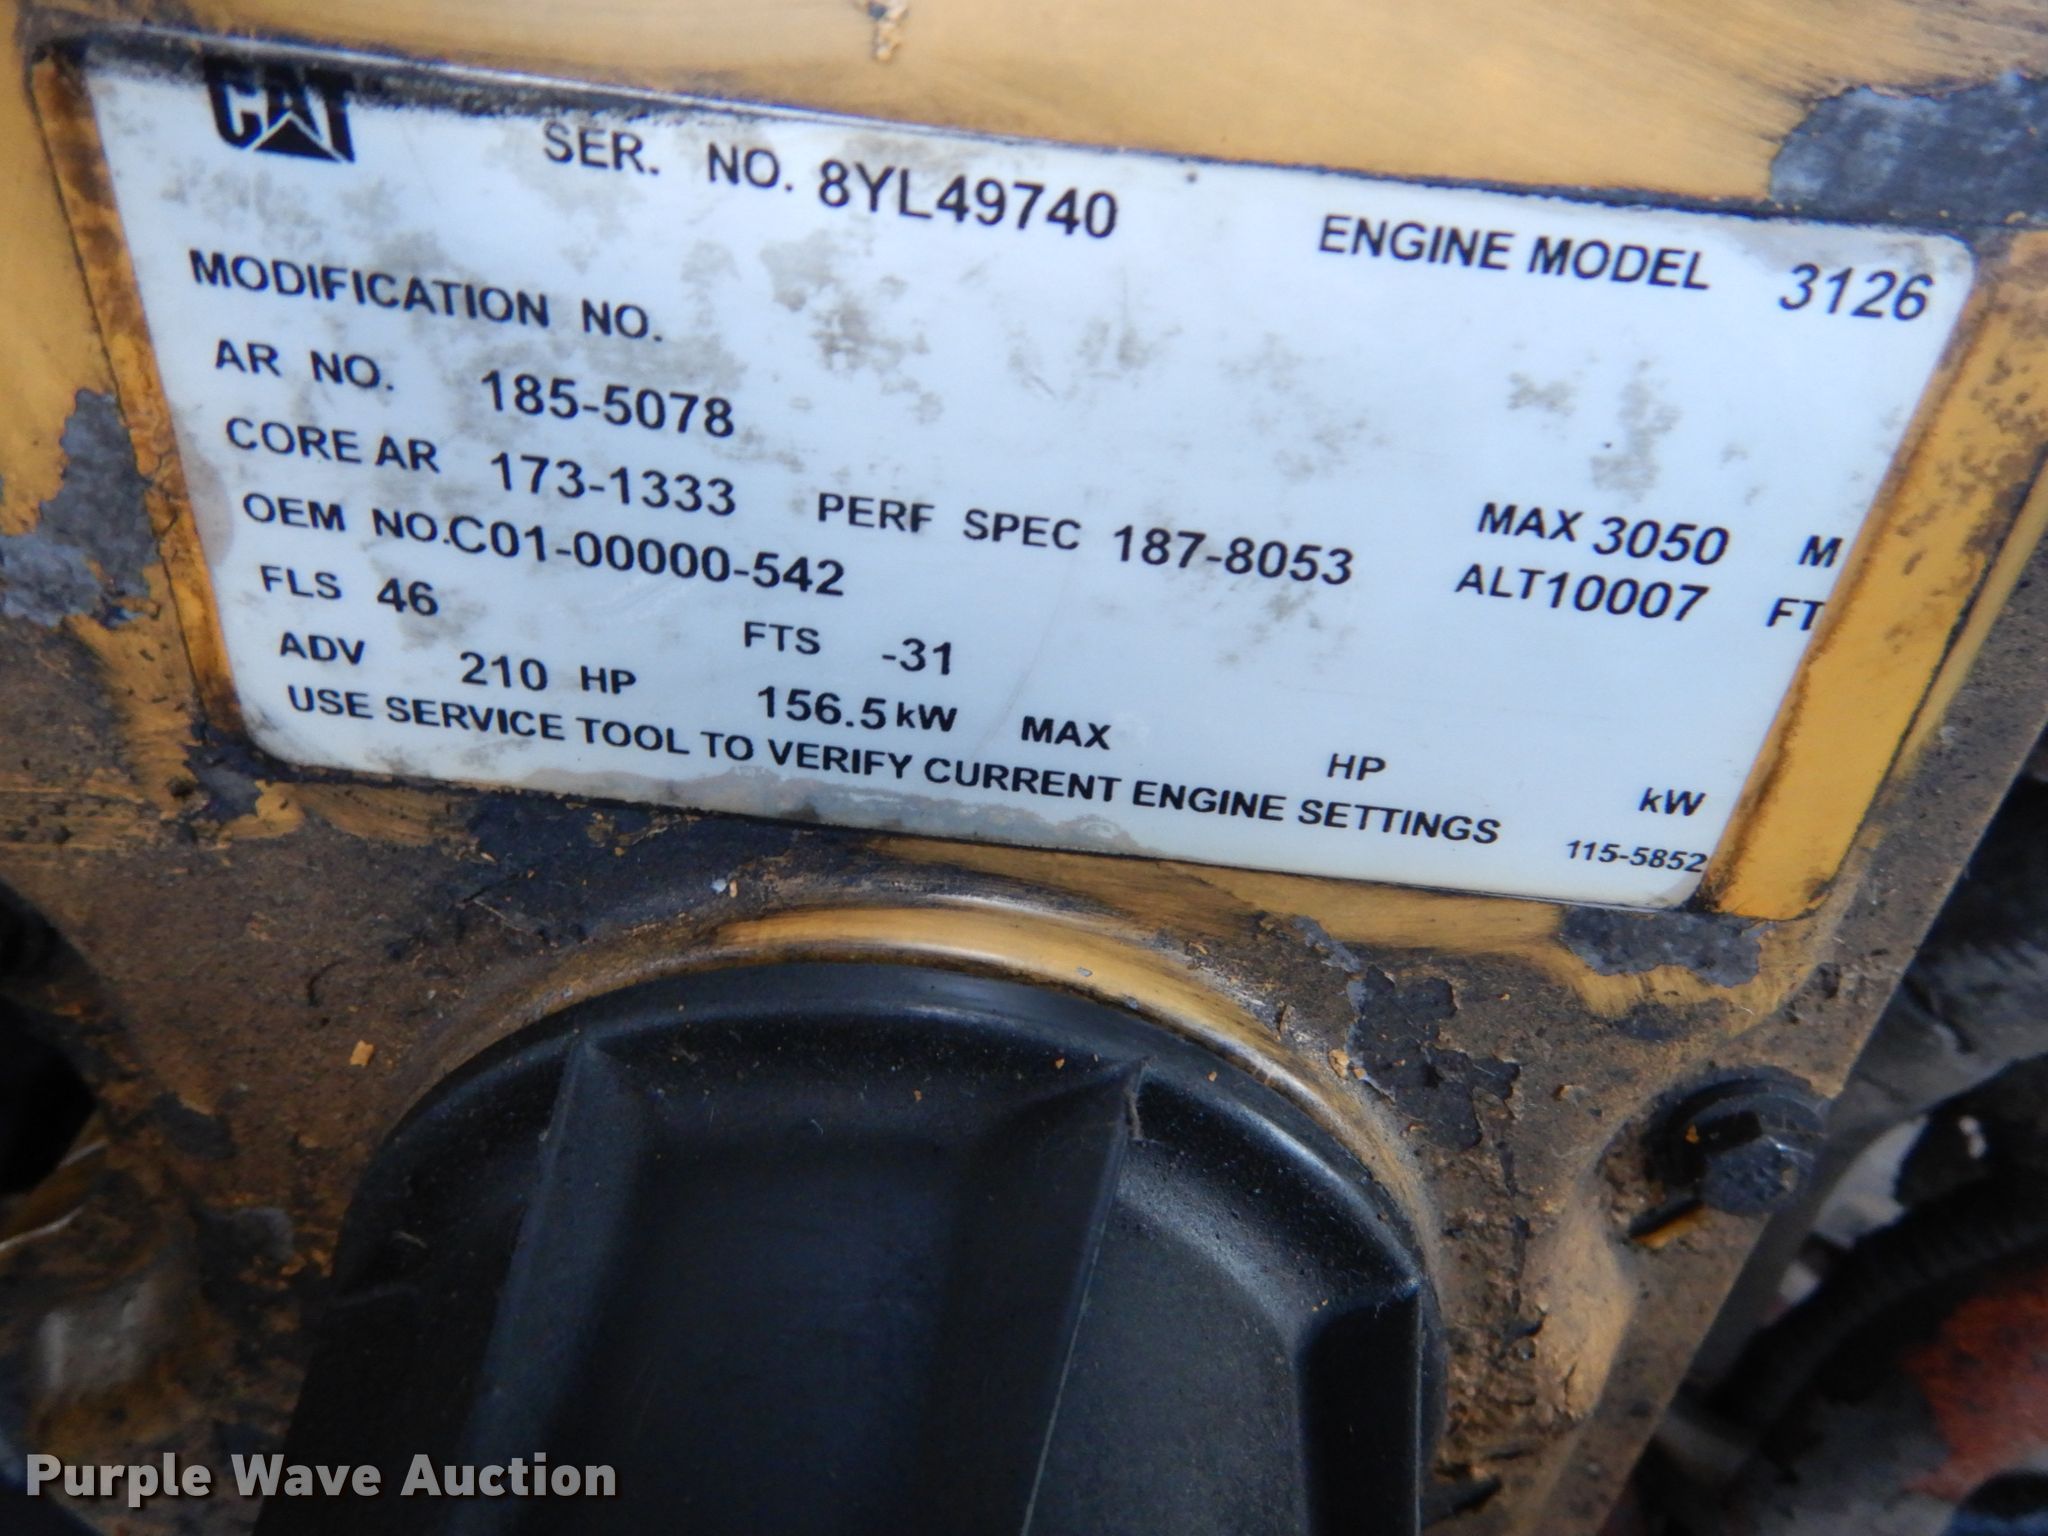 CAT SER. NO. 8YL49740 ENGINE MODEL 3126
MODIFICATION NO.
AR NO. 185-5078
CORE AR 173-1333 PERF SPEC 187-8053 MAX 3050 M
OEM NO.C01-00000-542 ALT10007 FT
FLS 46 FTS -31
ADV 210 HP 156.5 kW MAX HP kW
USE SERVICE TOOL TO VERIFY CURRENT ENGINE SETTINGS 115-5852
Purple Wave Auction